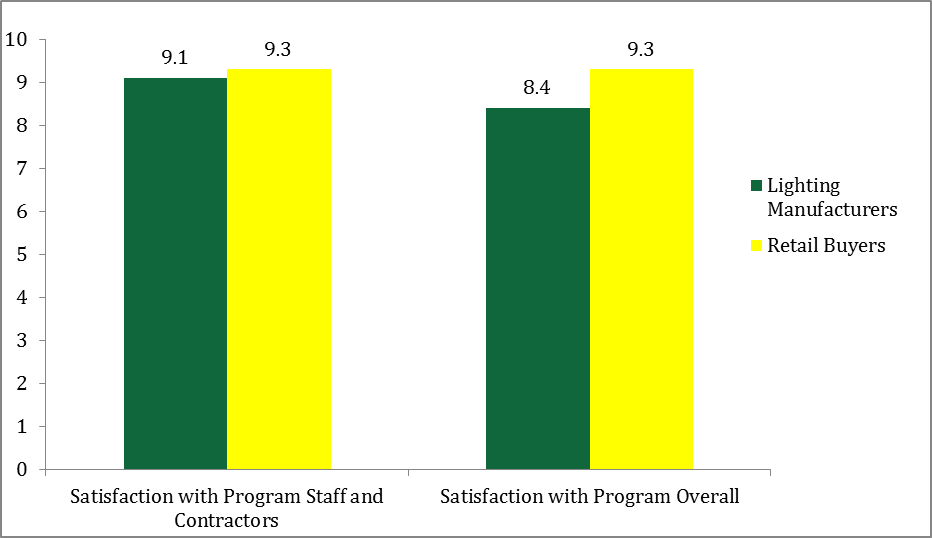 10
9
8
7
6
5
4
3
2
1
0
9.1
9.3
8.4
9.3
Satisfaction with Program Staff and
Contractors
Satisfaction with Program Overall
Lighting
Manufacturers
Retail Buyers